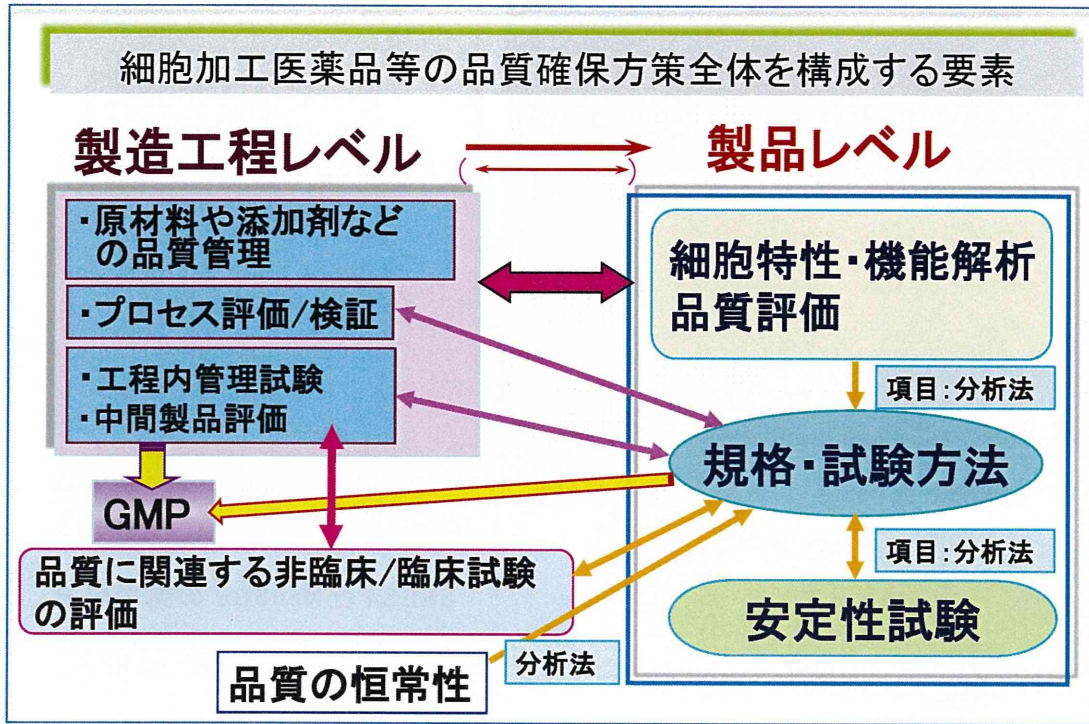 細胞加工医薬品等の品質確保方策全体を構成する要素
製造工程レベル
製品レベル
・原材料や添加剤など
の品質管理
・プロセス評価/検証
・工程内管理試験
・中間製品評価
GMP
品質に関連する非臨床/臨床試験
の評価
品質の恒常性
分析法
細胞特性・機能解析
品質評価
項目:分析法
規格・試験方法
項目:分析法
安定性試験